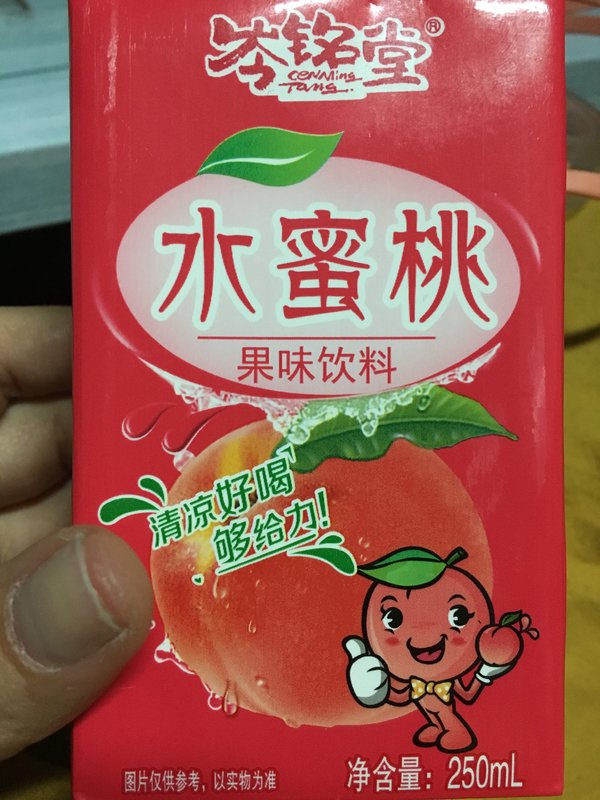 岑铭堂®
CENMing
Tang.
水蜜桃
果味饮料
清凉好喝
够给力!
图片仅供参考，以实物为准
净含量：250mL